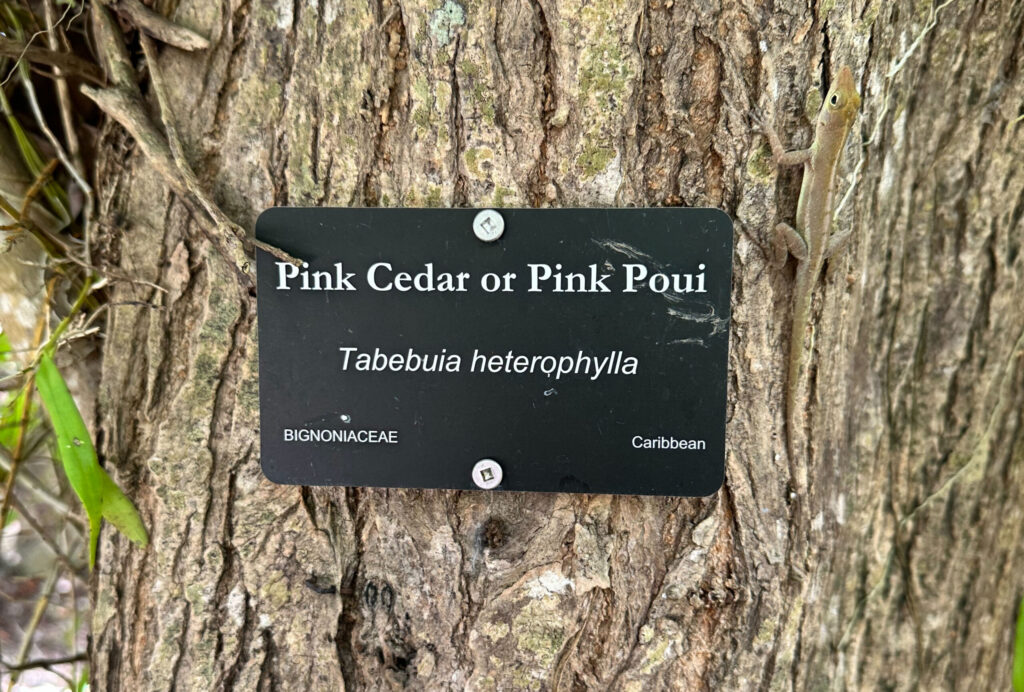 Pink Cedar or Pink Poui
Tabebuia heterophylla
BIGNONIACEAE
Caribbean